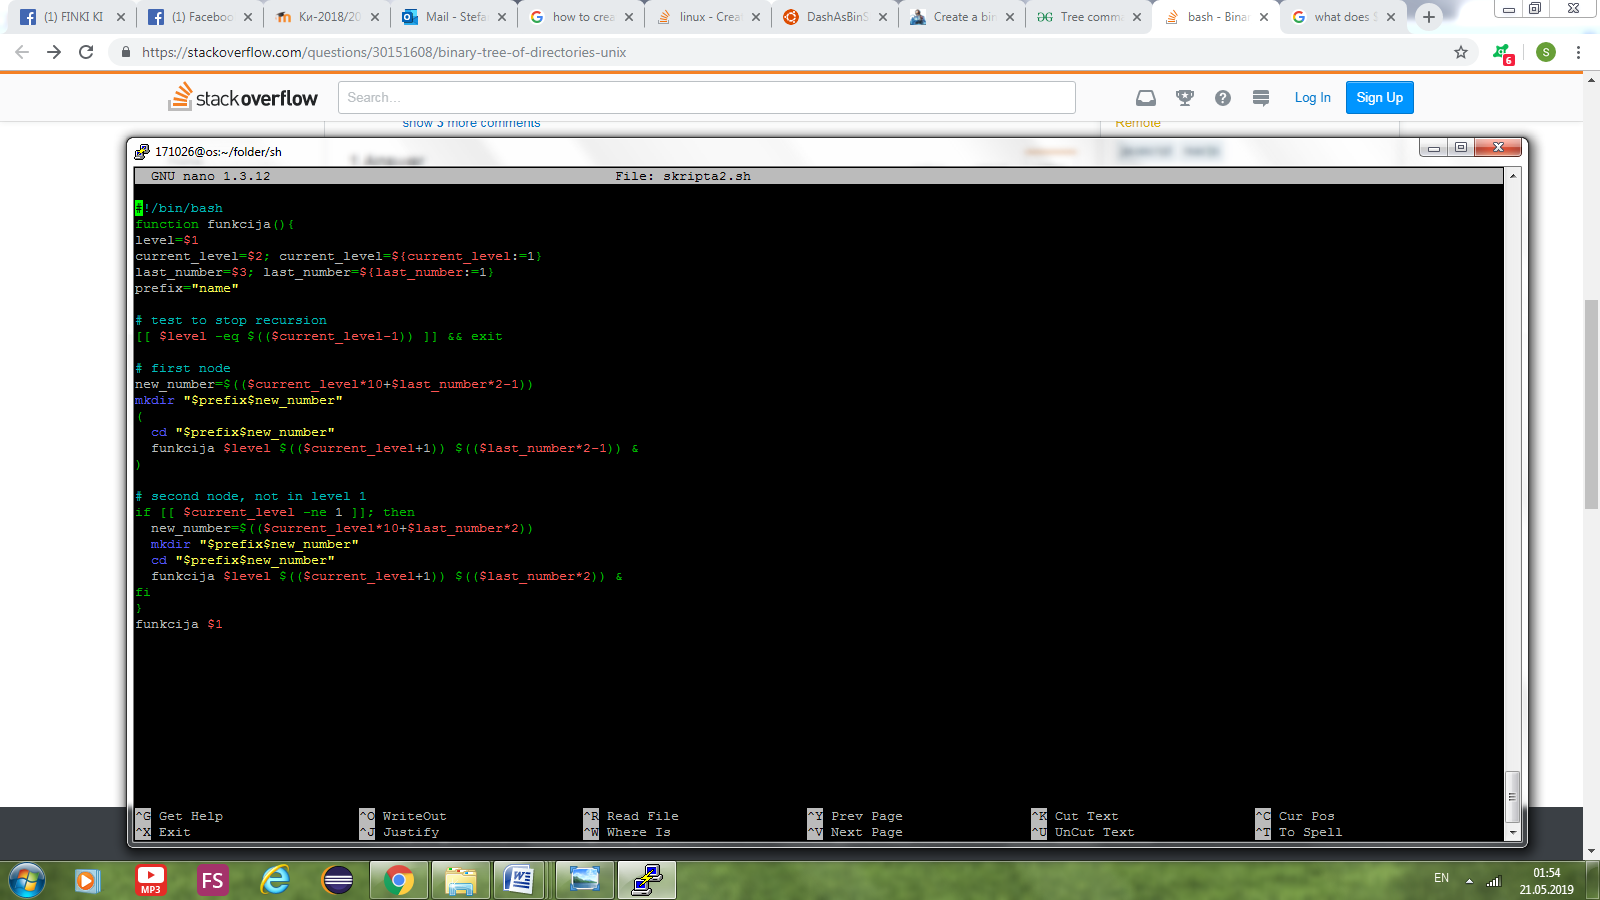 (1) FINKI KI
(1) Faceboo
Ки-2018/20
Mail - Stefa
how to crea
linux - Crea
DashAsBinS
Create a bin
Tree comma
bash - Binar
what does S
https://stackoverflow.com/questions/30151608/binary-tree-of-directories-unix
6
S
stackoverflow
Search...
Log In
Sign Up
show 3 more comments
Remote
1 Answer
171026@os:~/folder/sh
GNU nano 1.3.12
File: skripta2.sh
#!/bin/bash
function funkcija(){
level=$1
current_level=$2; current_level=${current_level:=1}
last_number=$3; last_number=${last_number:=1}
prefix="name"
# test to stop recursion
[[ $level -eq $(($current_level-1)) ]] && exit
# first node
new_number=$(($current_level*10+$last_number*2-1))
mkdir "$prefix$new_number"
(
cd "$prefix$new_number"
funkcija $level $(($current_level+1)) $(($last_number*2-1)) &
)
# second node, not in level 1
if [[ $current_level -ne 1 ]]; then
new_number=$(($current_level*10+$last_number*2))
mkdir "$prefix$new_number"
cd "$prefix$new_number"
funkcija $level $(($current_level+1)) $(($last_number*2)) &
fi
}
funkcija $1
^G Get Help ^O WriteOut ^R Read File ^Y Prev Page ^K Cut Text ^C Cur Pos
^X Exit ^J Justify ^W Where Is ^V Next Page ^U UnCut Text ^T To Spell
MP3
FS
EN
01:54
21.05.2019